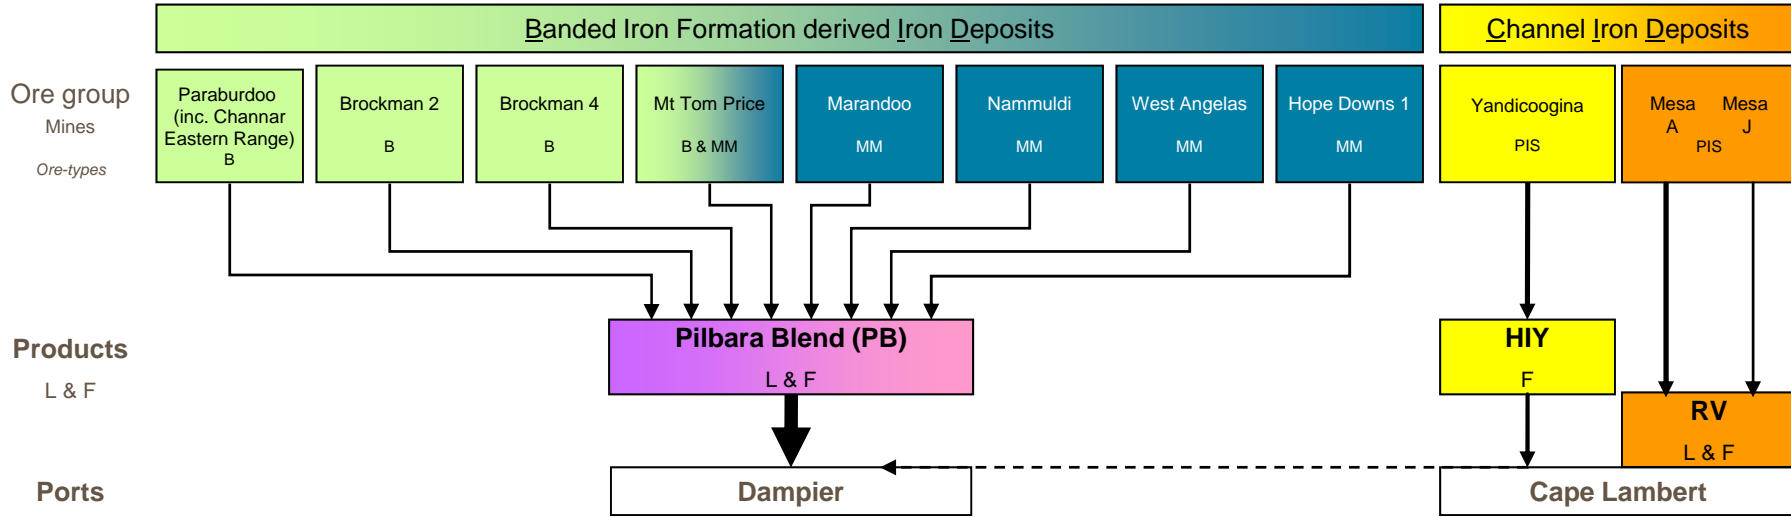 Banded Iron Formation derived Iron Deposits
Channel Iron Deposits
Ore group
Mines
Ore-types
Paraburdoo
(inc. Channar
Eastern Range)
B
Brockman 2
B
Brockman 4
B
Mt Tom Price
B & MM
Marandoo
MM
Nammuldi
MM
West Angelas
MM
Hope Downs 1
MM
Yandicoogina
PIS
Mesa Mesa
A J
PIS
Products
L & F
Pilbara Blend (PB)
L & F
HIY
F
RV
L & F
Ports
Dampier
Cape Lambert